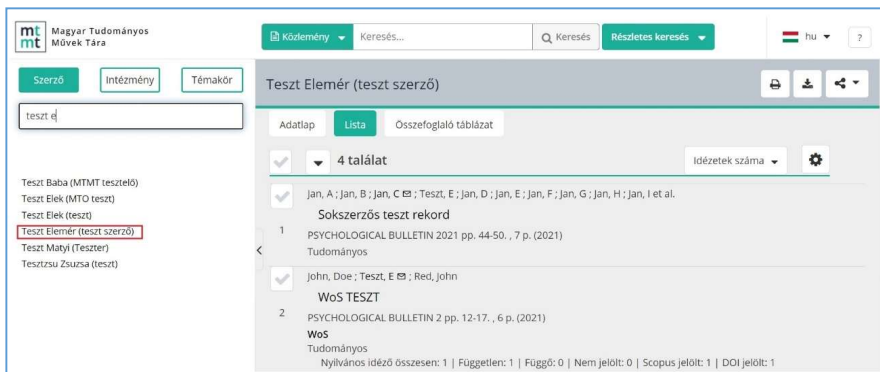 mt
mt
Magyar Tudományos
Művek Tára
Közlemény
Keresés...
Keresés
Részletes keresés
hu
?
Szerző
Intézmény
Témakör
teszt e
Teszt Baba (MTMT tesztelő)
Teszt Elek (MTO teszt)
Teszt Elek (teszt)
Teszt Elemér (teszt szerző)
Teszt Matyi (Teszter)
Tesztzsu Zsuzsa (teszt)
Teszt Elemér (teszt szerző)
Adatlap
Lista
Összefoglaló táblázat
4 találat
Idézetek száma
Jan, A ; Jan, B ; Jan, C ✉ ; Teszt, E ; Jan, D ; Jan, E ; Jan, F ; Jan, G ; Jan, H ; Jan, I et al.
Sokszerzős teszt rekord
1
PSYCHOLOGICAL BULLETIN 2021 pp. 44-50. , 7 p. (2021)
Tudományos
John, Doe ; Teszt, E ✉ ; Red, John
WoS TESZT
2
PSYCHOLOGICAL BULLETIN 2 pp. 12-17. , 6 p. (2021)
WoS
Tudományos
Nyilvános idéző összesen: 1 | Független: 1 | Függő: 0 | Nem jelölt: 0 | Scopus jelölt: 1 | DOI jelölt: 1